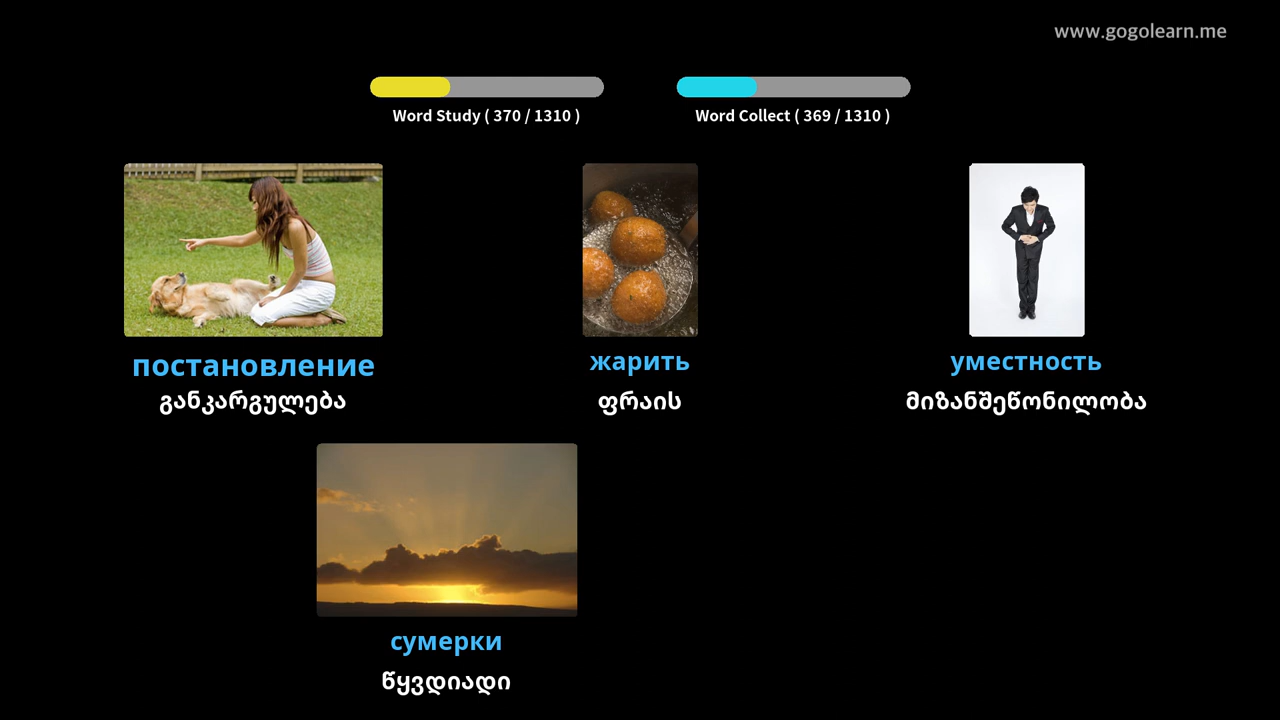 www.gogolearn.me
Word Study ( 370 / 1310 )
Word Collect ( 369 / 1310 )
постановление
განკარგულება
жарить
ფრაის
уместность
მიზანშეწონილობა
сумерки
წყვდიადი